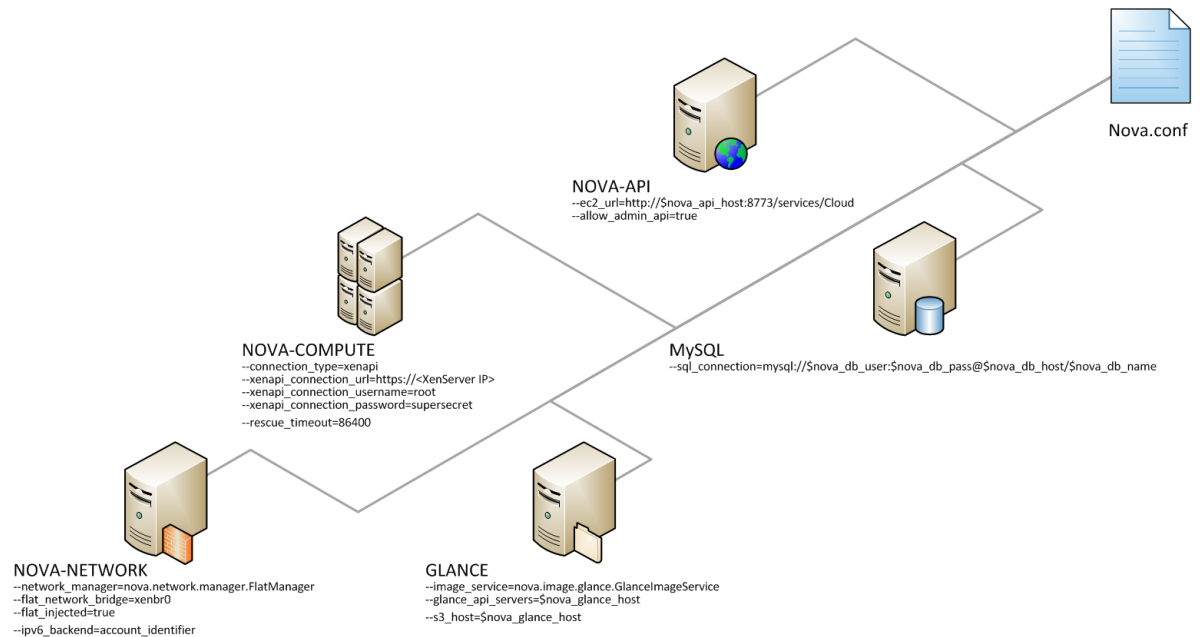 Nova.conf
NOVA-API
--ec2_url=http://$nova_api_host:8773/services/Cloud
--allow_admin_api=true
NOVA-COMPUTE
--connection_type=xenapi
--xenapi_connection_url=https://<XenServer IP>
--xenapi_connection_username=root
--xenapi_connection_password=supersecret
--rescue_timeout=86400
MySQL
--sql_connection=mysql://$nova_db_user:$nova_db_pass@$nova_db_host/$nova_db_name
NOVA-NETWORK
--network_manager=nova.network.manager.FlatManager
--flat_network_bridge=xenbr0
--flat_injected=true
--ipv6_backend=account_identifier
GLANCE
--image_service=nova.image.glance.GlanceImageService
--glance_api_servers=$nova_glance_host
--s3_host=$nova_glance_host